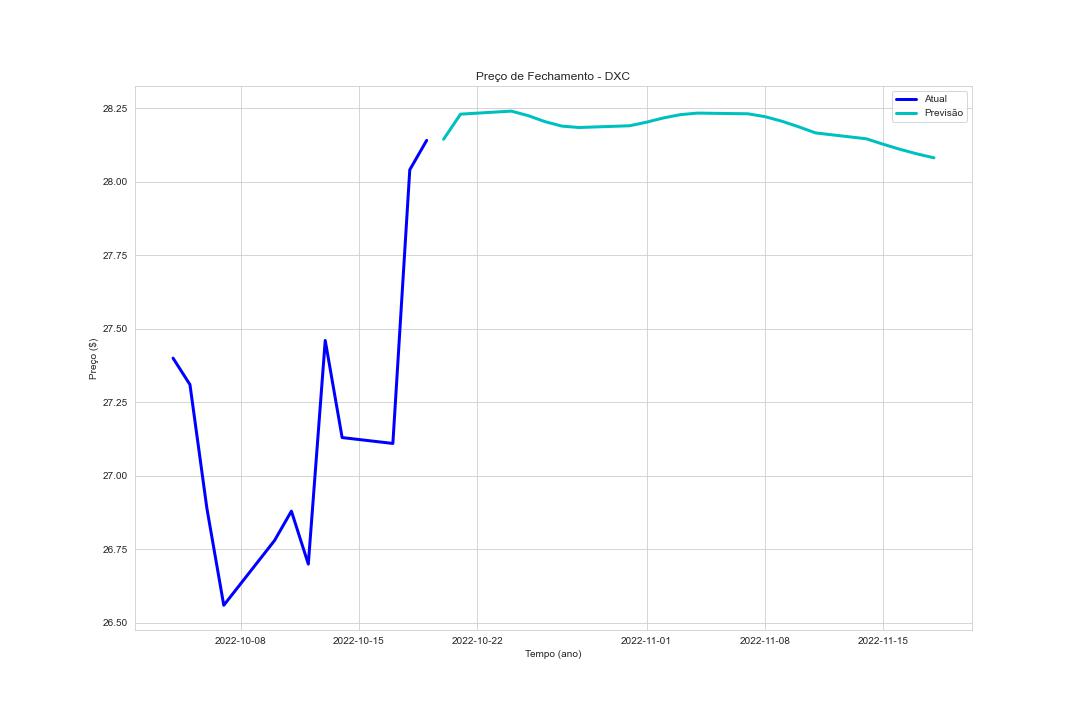 Preço de Fechamento - DXC
Atual
Previsão
28.25
28.00
27.75
27.50
27.25
27.00
26.75
26.50
Preço ($)
2022-10-08
2022-10-15
2022-10-22
2022-11-01
2022-11-08
2022-11-15
Tempo (ano)